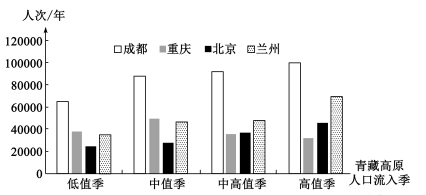 人次/年
成都 重庆 北京 兰州
120000
100000
80000
60000
40000
20000
0
低值季 中值季 中高值季 高值季
青藏高原
人口流入季